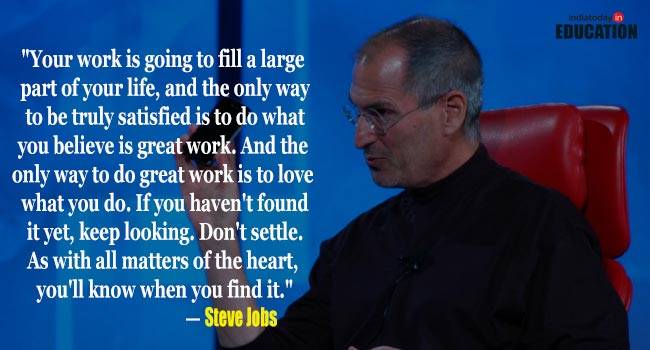 indiatoday in
EDUCATION
"Your work is going to fill a large
part of your life, and the only way
to be truly satisfied is to do what
you believe is great work. And the
only way to do great work is to love
what you do. If you haven't found
it yet, keep looking. Don't settle.
As with all matters of the heart,
you'll know when you find it."
— Steve Jobs